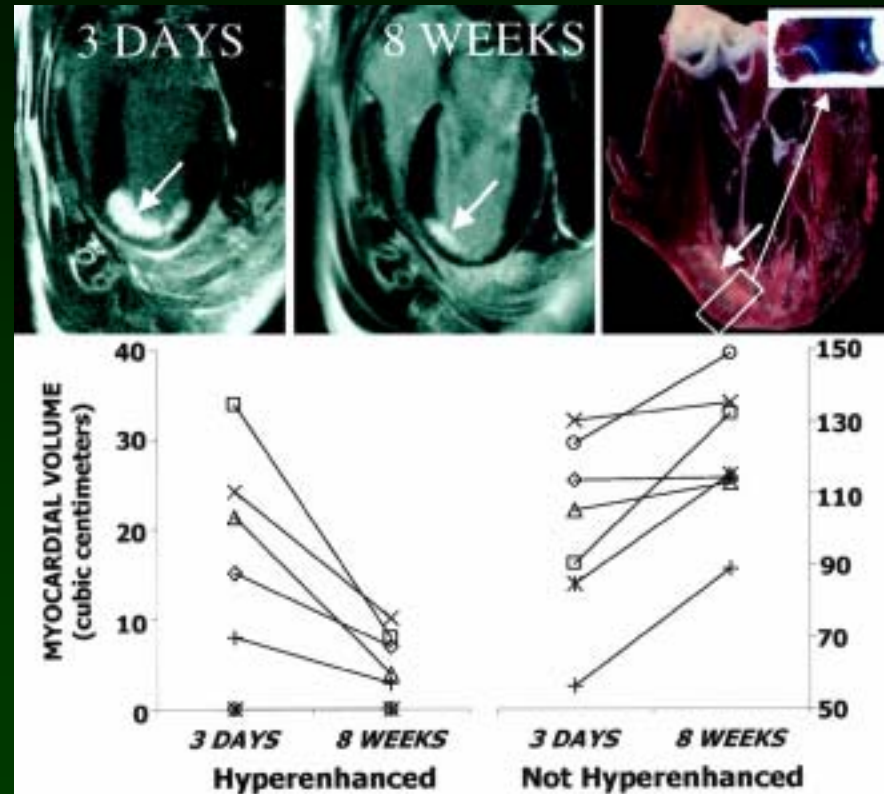 3 DAYS
8 WEEKS
MYOCARDIAL VOLUME
(cubic centimeters)
40
30
20
10
0
3 DAYS
8 WEEKS
Hyperenhanced
150
130
110
90
70
50
3 DAYS
8 WEEKS
Not Hyperenhanced